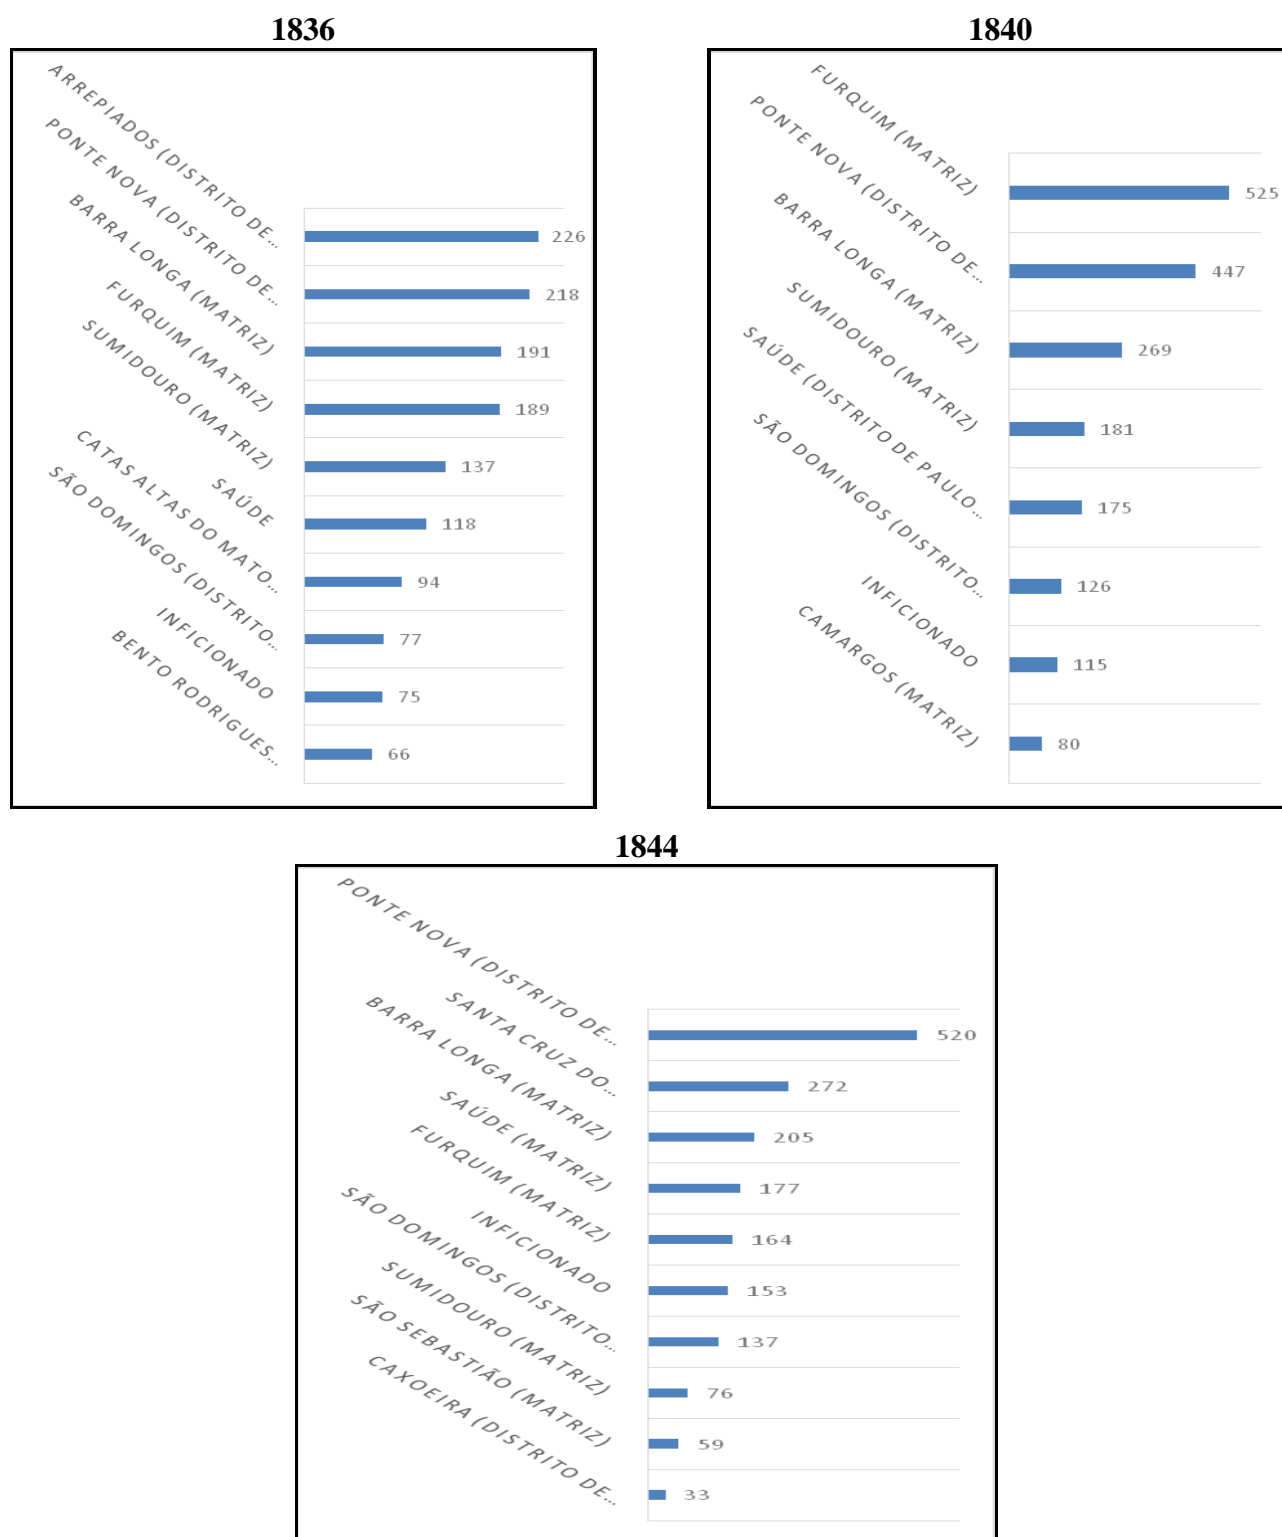 1836
ARREPIADOS (DISTRITO DE...
226
PONTE NOVA (DISTRITO DE...
218
BARRA LONGA (MATRIZ)
191
FURQUIM (MATRIZ)
189
SUMIDOURO (MATRIZ)
137
SAÚDE
118
CATAS ALTAS DO MATO...
94
SÃO DOMINGOS (DISTRITO...
77
INFICIONADO
75
BENTO RODRIGUES...
66
1840
FURQUIM (MATRIZ)
525
PONTE NOVA (DISTRITO DE...
447
BARRA LONGA (MATRIZ)
269
SUMIDOURO (MATRIZ)
181
SAÚDE (DISTRITO DE PAULO...
175
SÃO DOMINGOS (DISTRITO...
126
INFICIONADO
115
CAMARGOS (MATRIZ)
80
1844
PONTE NOVA (DISTRITO DE...
520
SANTA CRUZ DO...
272
BARRA LONGA (MATRIZ)
205
SAÚDE (MATRIZ)
177
FURQUIM (MATRIZ)
164
INFICIONADO
153
SÃO DOMINGOS (DISTRITO...
137
SUMIDOURO (MATRIZ)
76
SÃO SEBASTIÃO (MATRIZ)
59
CAXOEIRA (DISTRITO DE...
33